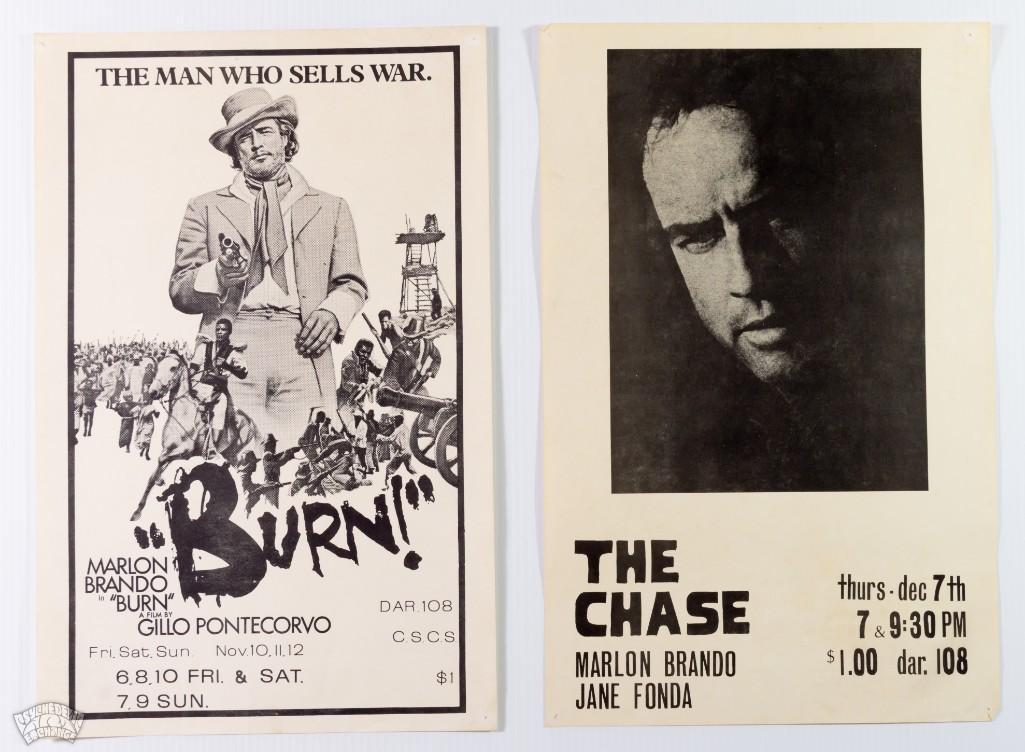 THE MAN WHO SELLS WAR.
"BURN!"
MARLON
BRANDO
in "BURN"
A FILM BY
GILLO PONTECORVO
DAR.108
C.S.C.S
Fri. Sat. Sun. Nov.10,11,12
6,8,10 FRI. & SAT.
$1
7, 9 SUN.
THE
CHASE
MARLON BRANDO
JANE FONDA
thurs - dec 7th
7 & 9:30 PM
$1.00 dar. 108